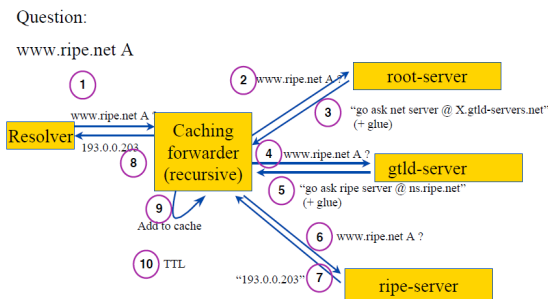 Question:
www.ripe.net A
1
www.ripe.net A ?
Resolver
193.0.0.203
8
Caching
forwarder
(recursive)
2
www.ripe.net A ?
root-server
3
"go ask net server @ X.gtld-servers.net"
(+ glue)
4
www.ripe.net A ?
gtld-server
5
"go ask ripe server @ ns.ripe.net"
(+ glue)
9
Add to cache
6
www.ripe.net A ?
10
TTL
"193.0.0.203"
7
ripe-server